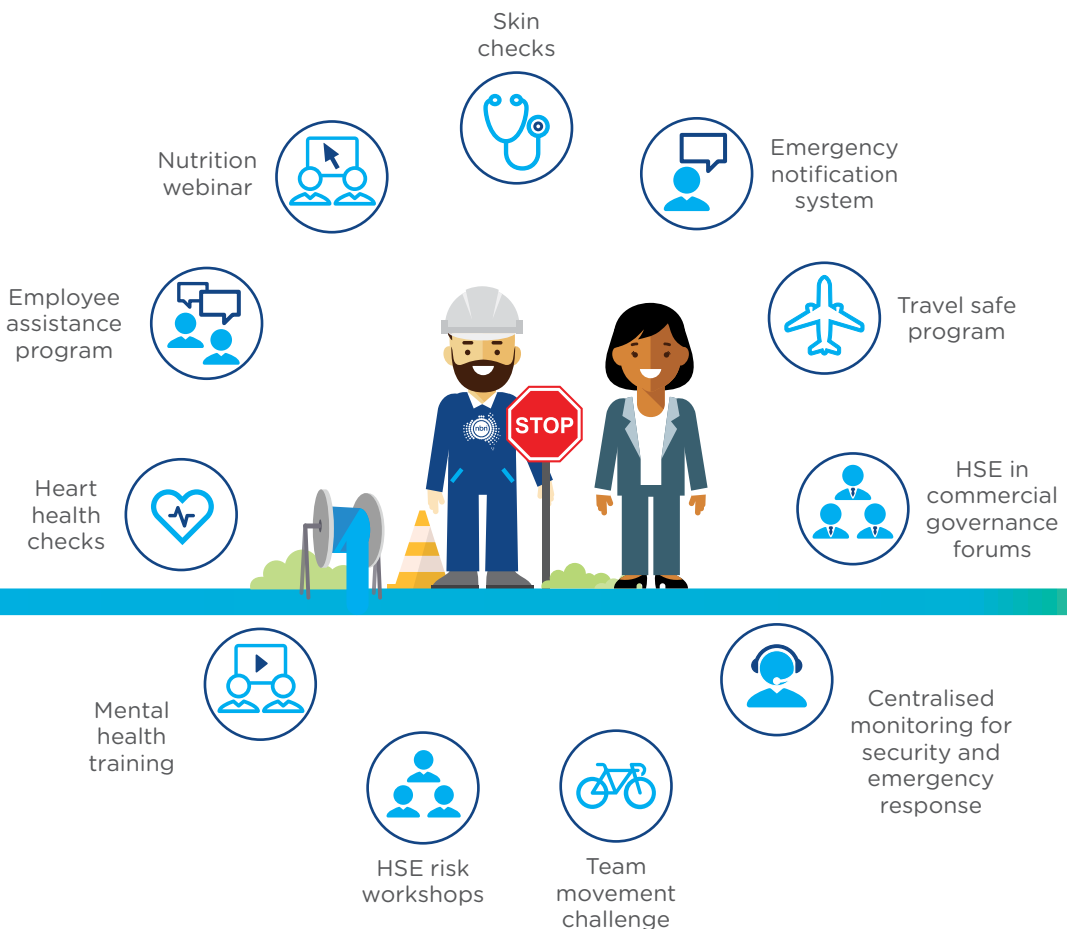 Skin
checks
Nutrition
webinar
Emergency
notification
system
Employee
assistance
program
Travel safe
program
nbn
STOP
Heart
health
checks
HSE in
commercial
governance
forums
Mental
health
training
Centralised
monitoring for
security and
emergency
response
HSE risk
workshops
Team
movement
challenge